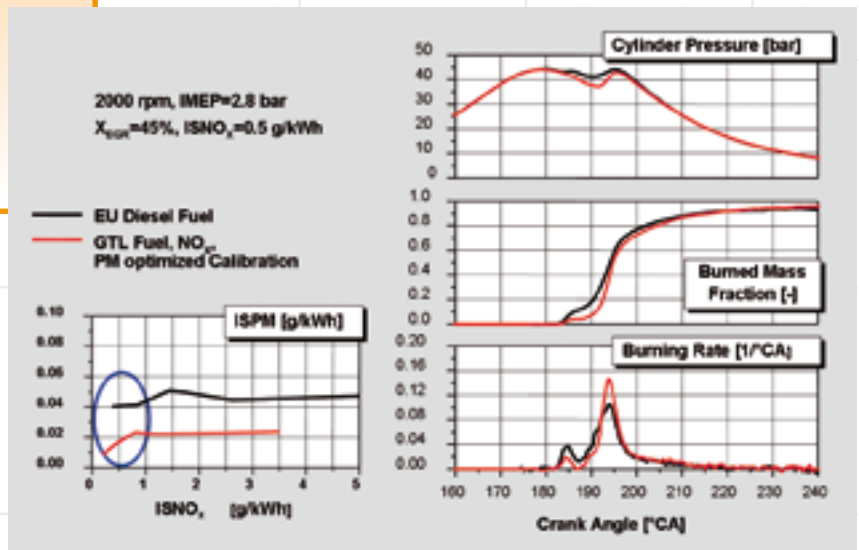 2000 rpm, IMEP=2.8 bar
XEGR=45%, ISNOx=0.5 g/kWh
EU Diesel Fuel
GTL Fuel, NOx,
PM optimized Calibration
ISPM [g/kWh]
0.10
0.08
0.06
0.04
0.02
0.00
0 1 2 3 4 5
ISNOx [g/kWh]
Cylinder Pressure [bar]
50
40
30
20
10
0
Burned Mass
Fraction [-]
1.0
0.8
0.6
0.4
0.2
0.0
Burning Rate [1/°CA]
0.20
0.16
0.12
0.08
0.04
0.00
160 170 180 190 200 210 220 230 240
Crank Angle [°CA]